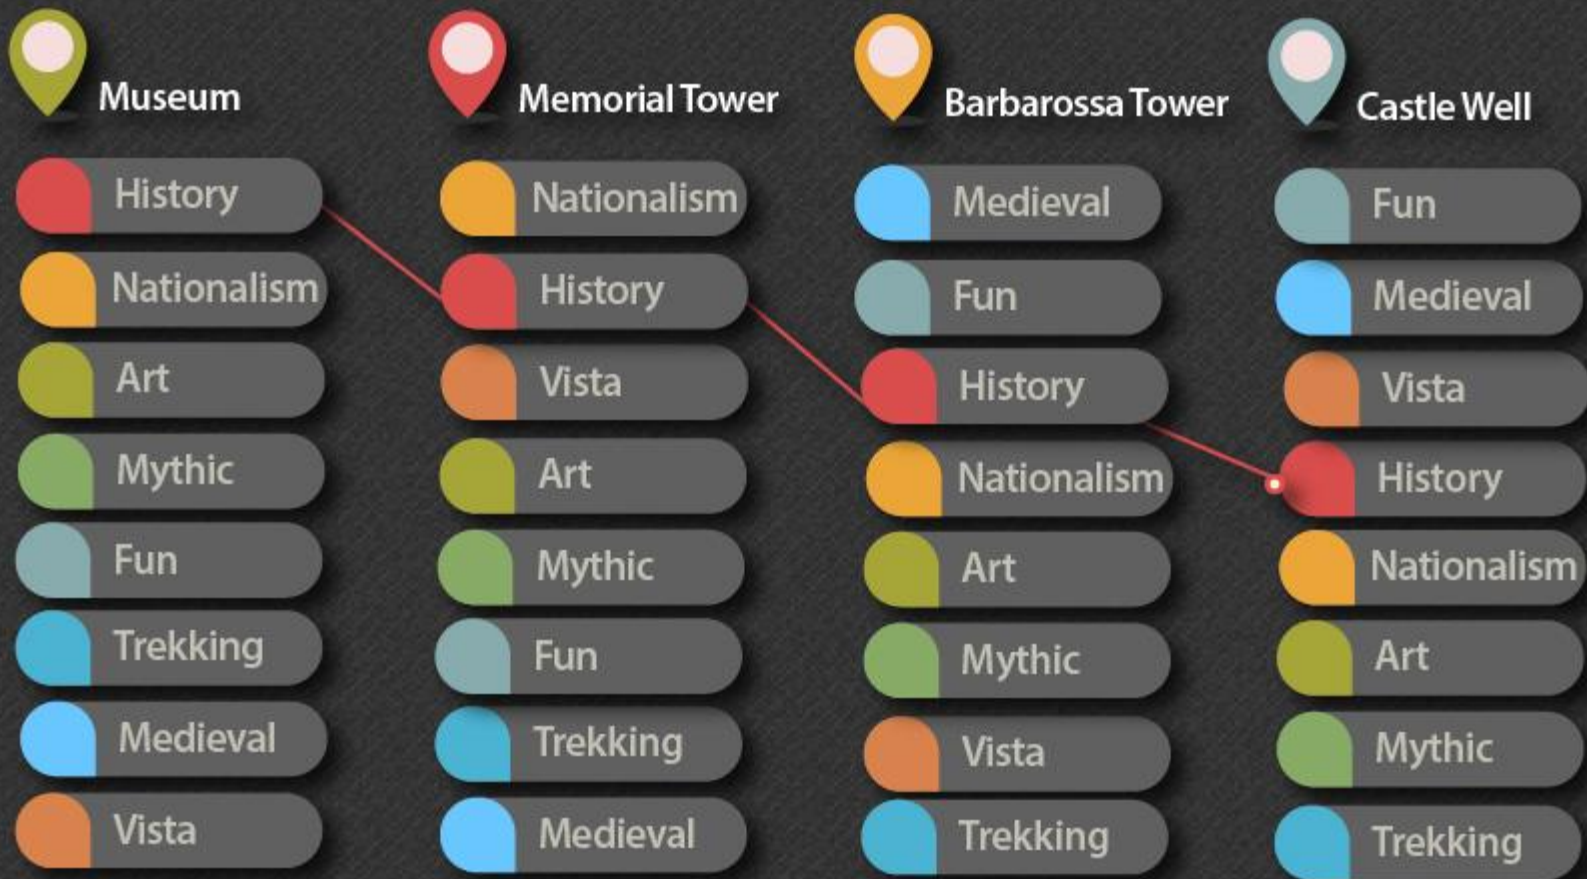 Museum
History
Nationalism
Art
Mythic
Fun
Trekking
Medieval
Vista
Memorial Tower
Nationalism
History
Vista
Art
Mythic
Fun
Trekking
Medieval
Barbarossa Tower
Medieval
Fun
History
Nationalism
Art
Mythic
Vista
Trekking
Castle Well
Fun
Medieval
Vista
History
Nationalism
Art
Mythic
Trekking